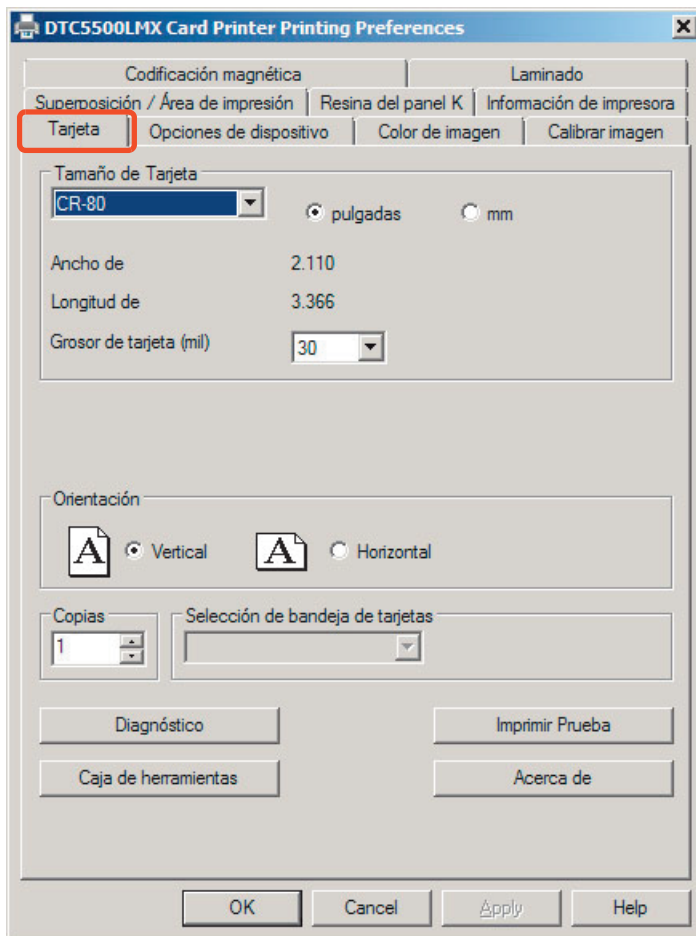 DTC5500LMX Card Printer Printing Preferences
Codificación magnética Laminado
Superposición / Área de impresión Resina del panel K Información de impresora
Tarjeta Opciones de dispositivo Color de imagen Calibrar imagen
Tamaño de Tarjeta
CR-80 pulgadas mm
Ancho de 2.110
Longitud de 3.366
Grosor de tarjeta (mil) 30
Orientación
A Vertical A Horizontal
Copias Selección de bandeja de tarjetas
1
Diagnóstico Imprimir Prueba
Caja de herramientas Acerca de
OK Cancel Apply Help